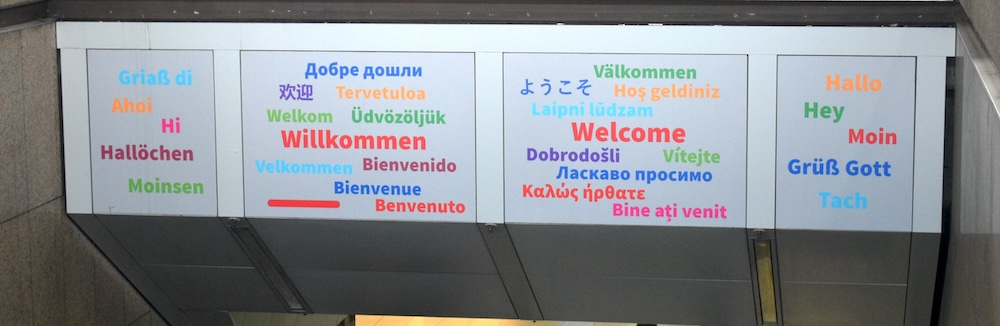 Griaß di
Ahoi
Hi
Hallöchen
Moinsen
Добре дошли
欢迎
Tervetuloa
Welkom
Üdvözöljük
Willkommen
Velkommen
Bienvenido
Bienvenue
Benvenuto
Välkommen
ようこそ
Hoş geldiniz
Laipni lūdzam
Welcome
Dobrodošli
Vítejte
Ласкаво просимо
Καλώς ήρθατε
Bine ați venit
Hallo
Hey
Moin
Grüß Gott
Tach